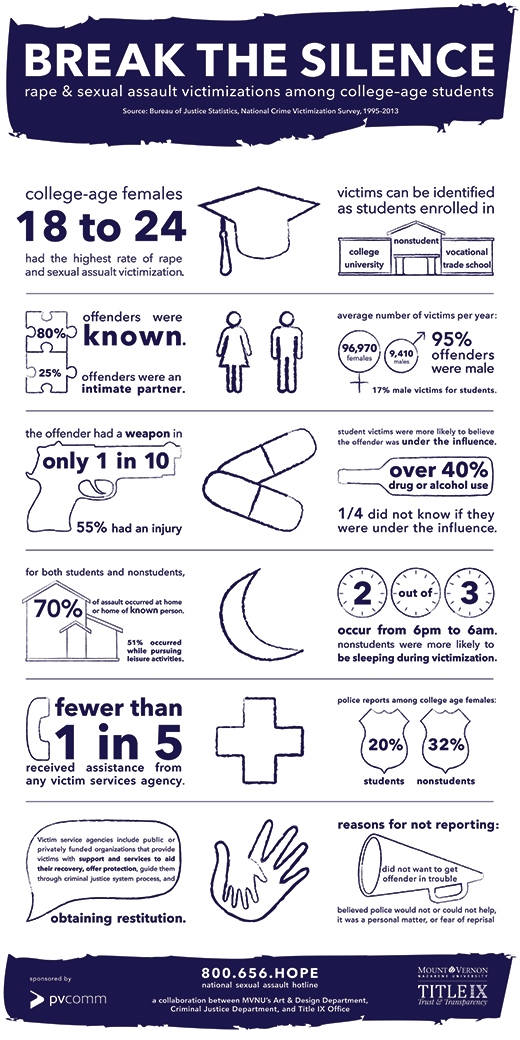 BREAK THE SILENCE
rape & sexual assault victimizations among college-age students
Source: Bureau of Justice Statistics, National Crime Victimization Survey, 1995-2013
college-age females
18 to 24
had the highest rate of rape
and sexual assualt victimization.
victims can be identified
as students enrolled in
college
university
nonstudent
vocational
trade school
80%
offenders were
known.
25%
offenders were an
intimate partner.
average number of victims per year:
96,970
females
9,410
males
95%
offenders
were male
17% male victims for students.
the offender had a weapon in
only 1 in 10
55% had an injury
student victims were more likely to believe
the offender was under the influence.
over 40%
drug or alcohol use
1/4 did not know if they
were under the influence.
for both students and nonstudents,
70%
of assault occurred at home
or home of known person.
51% occurred
while pursuing
leisure activities.
2 out of 3
occur from 6pm to 6am.
nonstudents were more likely to
be sleeping during victimization.
fewer than
1 in 5
received assistance from
any victim services agency.
police reports among college age females:
20%
students
32%
nonstudents
Victim service agencies include public or
privately funded organizations that provide
victims with support and services to aid
their recovery, offer protection, guide them
through criminal justice system process, and
obtaining restitution.
reasons for not reporting:
did not want to get
offender in trouble
believed police would not or could not help,
it was a personal matter, or fear of reprisal
sponsored by
pvcomm
800.656.HOPE
national sexual assault hotline
a collaboration between MVNU's Art & Design Department,
Criminal Justice Department, and Title IX Office
MOUNT VERNON
NAZARENE UNIVERSITY
TITLE IX
Trust & Transparency